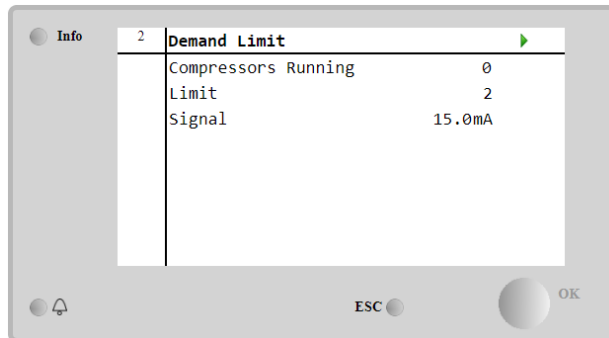 Info
2 Demand Limit
Compressors Running 0
Limit 2
Signal 15.0mA
ESC
OK